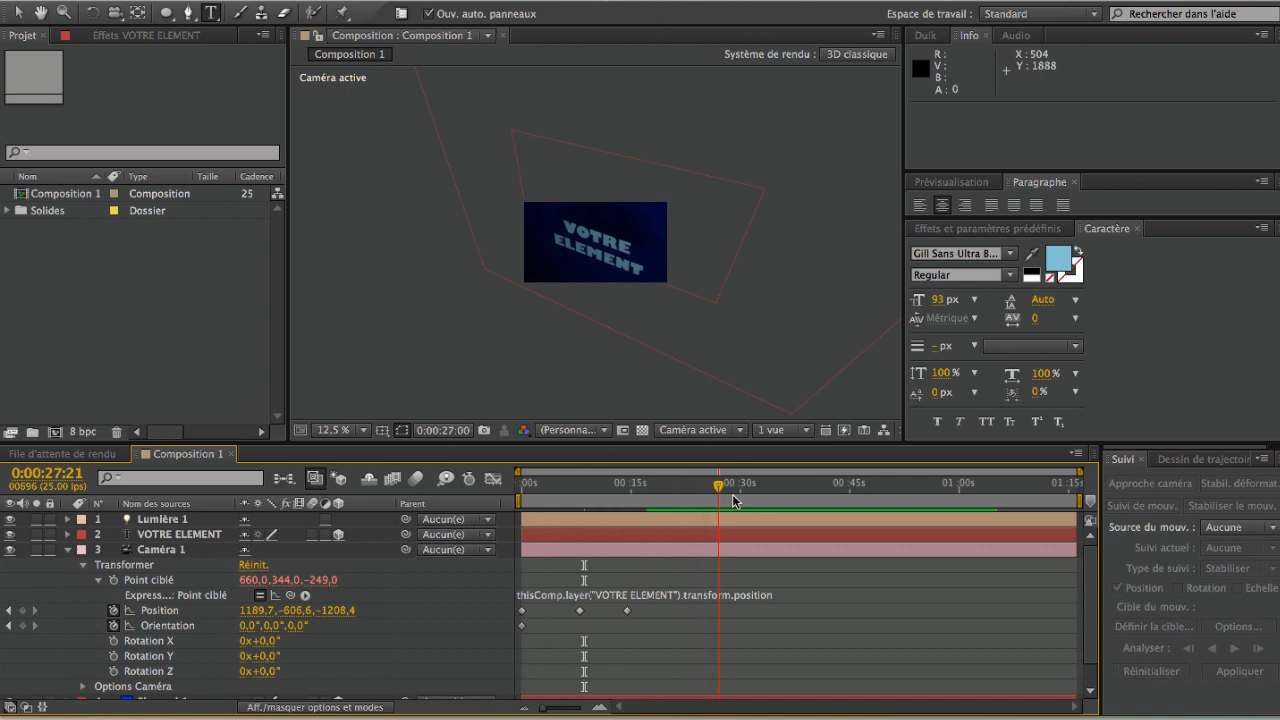 Ouv. auto. panneaux
Espace de travail : Standard
Rechercher dans l'aide
Projet
Effets VOTRE ELEMENT
Composition : Composition 1
Composition 1
Système de rendu :
3D classique
Caméra active
VOTRE
ELEMENT
Duik
Info
Audio
R :
V :
B :
A : 0
X : 504
Y : 1888
Nom
Type
Taille
Cadence
Composition 1
Composition
25
Solides
Dossier
Prévisualisation
Paragraphe
Effets et paramètres prédéfinis
Caractère
Gill Sans Ultra B...
Regular
93 px
Auto
Métrique
0
- px
100 %
100 %
0 px
0 %
8 bpc
12,5 %
0:00:27:00
(Personna...
Caméra active
1 vue
File d'attente de rendu
Composition 1
0:00:27:21
00696 (25.00 ips)
:00s
00:15s
00:30s
00:45s
01:00s
01:15s
Nom des sources
Parent
1
Lumière 1
Aucun(e)
2
VOTRE ELEMENT
Aucun(e)
3
Caméra 1
Aucun(e)
Transformer
Réinit.
Point ciblé
660,0,344,0,-249,0
Express...: Point ciblé
thisComp.layer("VOTRE ELEMENT").transform.position
Position
1189,7,-606,6,-1208,4
Orientation
0,0°,0,0°,0,0°
Rotation X
0x+0,0°
Rotation Y
0x+0,0°
Rotation Z
0x+0,0°
Options Caméra
Aff./masquer options et modes
Suivi
Dessin de trajectoir
Approche caméra
Stabil. déformat.
Suivi de mouv.
Stabiliser le mouv.
Source du mouv. :
Aucune
Suivi actuel :
Aucune
Type de suivi :
Stabiliser
Position
Rotation
Éch
Cible du mouv. :
Définir la cible...
Options...
Analyser :
Réinitialiser
Appliquer